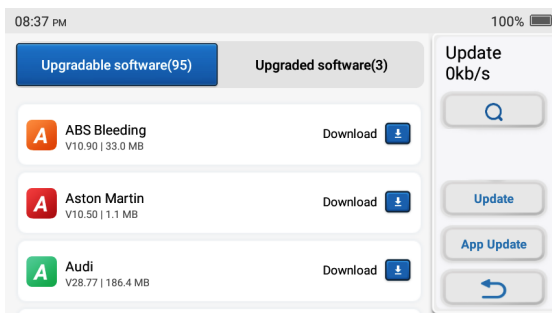 08:37 PM
100%
Upgradable software(95)
Upgraded software(3)
Update
0kb/s
A
ABS Bleeding
V10.90 | 33.0 MB
Download
A
Aston Martin
V10.50 | 1.1 MB
Download
Update
App Update
A
Audi
V28.77 | 186.4 MB
Download